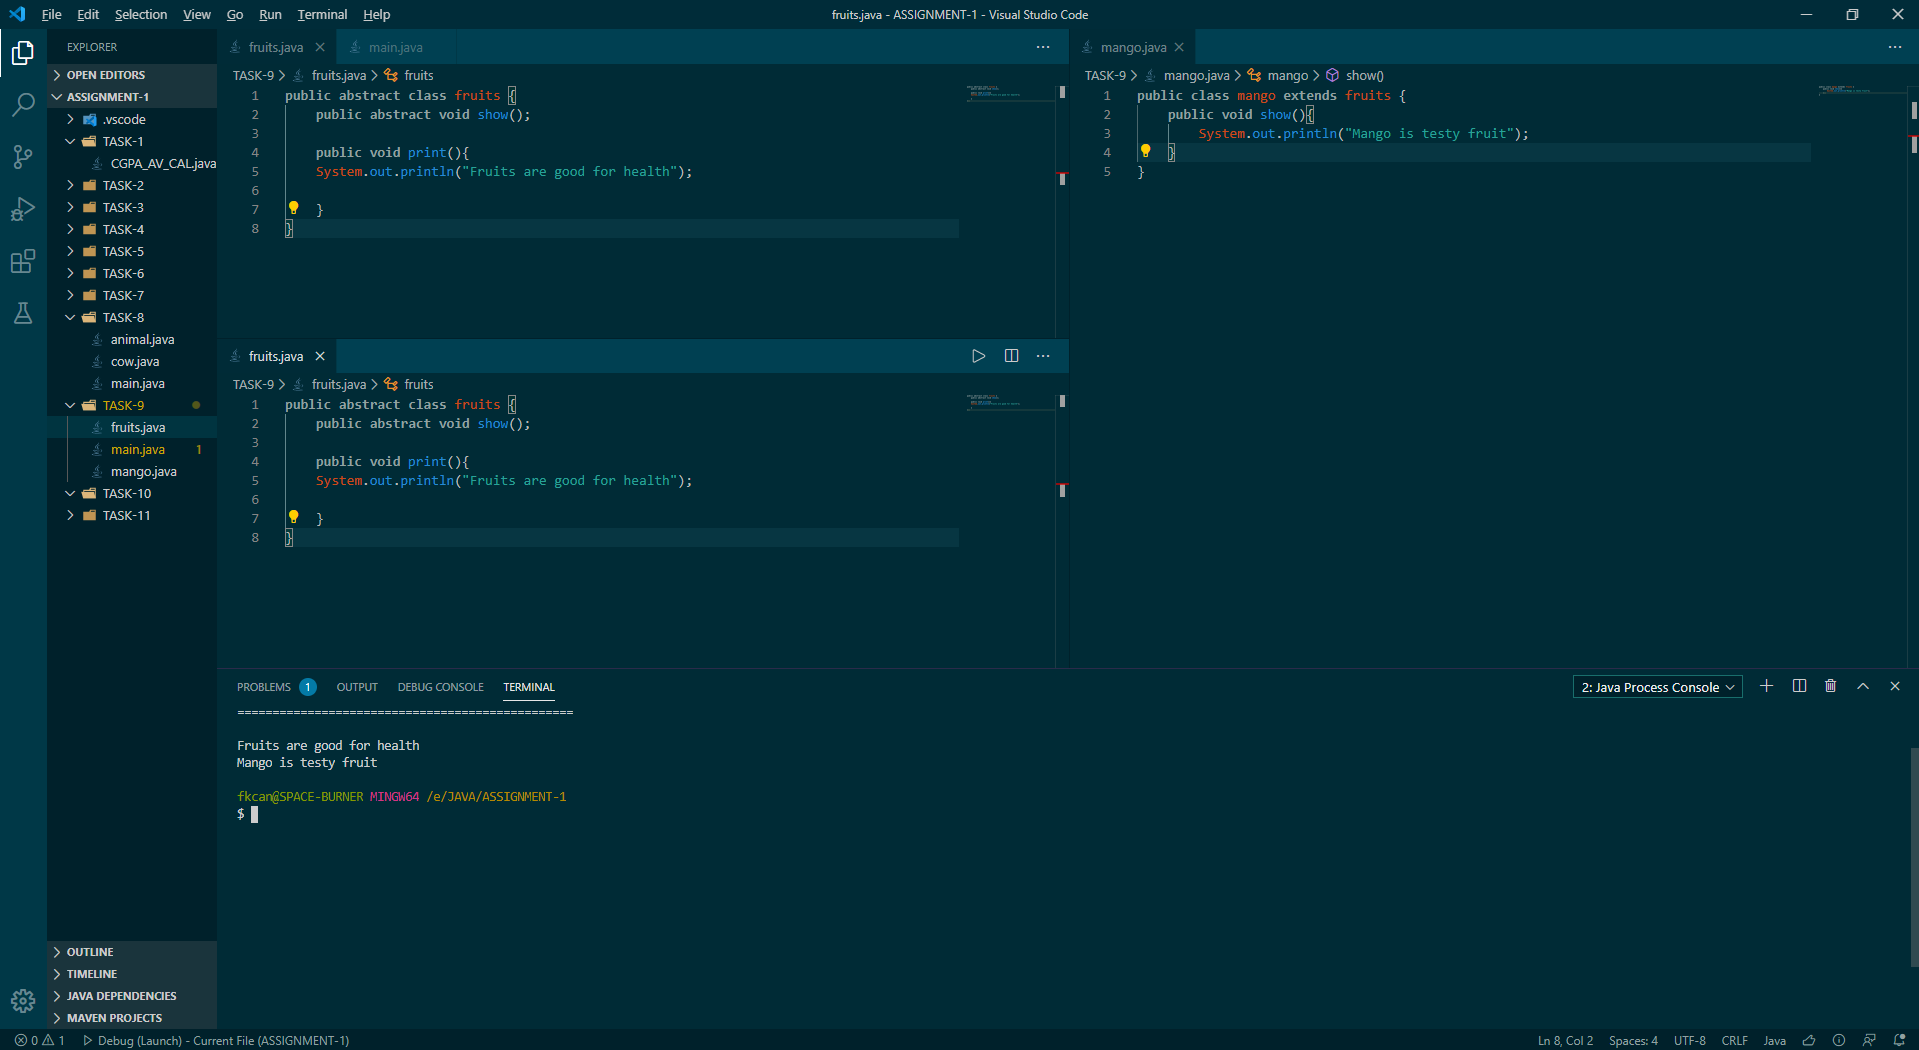 File Edit Selection View Go Run Terminal Help
fruits.java - ASSIGNMENT-1 - Visual Studio Code
EXPLORER
OPEN EDITORS
ASSIGNMENT-1
.vscode
TASK-1
CGPA_AV_CAL.java
TASK-2
TASK-3
TASK-4
TASK-5
TASK-6
TASK-7
TASK-8
animal.java
cow.java
main.java
TASK-9
fruits.java
main.java 1
mango.java
TASK-10
TASK-11
OUTLINE
TIMELINE
JAVA DEPENDENCIES
MAVEN PROJECTS
fruits.java main.java
TASK-9 > fruits.java > fruits
1 public abstract class fruits {
2 public abstract void show();
3
4 public void print(){
5 System.out.println("Fruits are good for health");
6
7 }
8 }
fruits.java
TASK-9 > fruits.java > fruits
1 public abstract class fruits {
2 public abstract void show();
3
4 public void print(){
5 System.out.println("Fruits are good for health");
6
7 }
8 }
mango.java
TASK-9 > mango.java > mango > show()
1 public class mango extends fruits {
2 public void show(){
3 System.out.println("Mango is testy fruit");
4 }
5 }
PROBLEMS 1 OUTPUT DEBUG CONSOLE TERMINAL
2: Java Process Console
================================================
Fruits are good for health
Mango is testy fruit
fkcan@SPACE-BURNER MINGW64 /e/JAVA/ASSIGNMENT-1
$
0 1 Debug (Launch) - Current File (ASSIGNMENT-1)
Ln 8, Col 2 Spaces: 4 UTF-8 CRLF Java